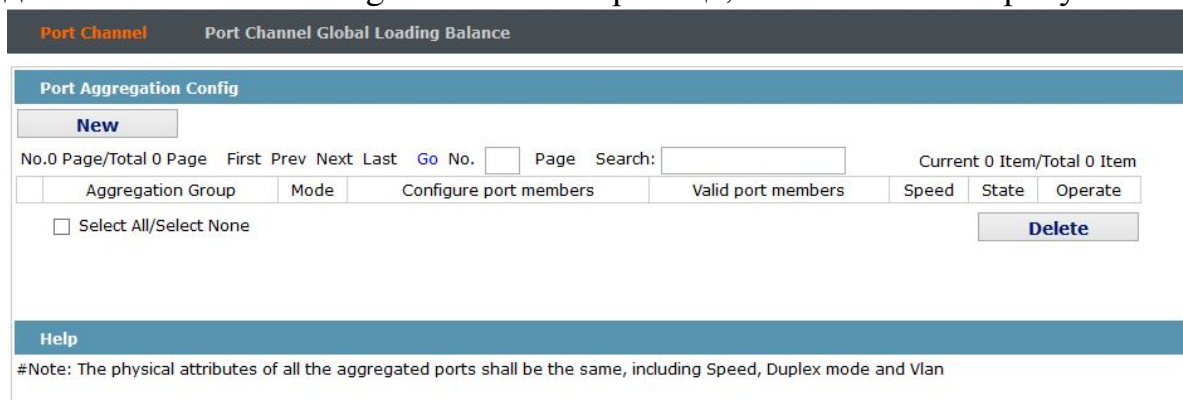 Port Channel Port Channel Global Loading Balance
Port Aggregation Config
New
No.0 Page/Total 0 Page First Prev Next Last Go No. Page Search: Current 0 Item/Total 0 Item
Aggregation Group Mode Configure port members Valid port members Speed State Operate
Select All/Select None Delete
Help
#Note: The physical attributes of all the aggregated ports shall be the same, including Speed, Duplex mode and Vlan